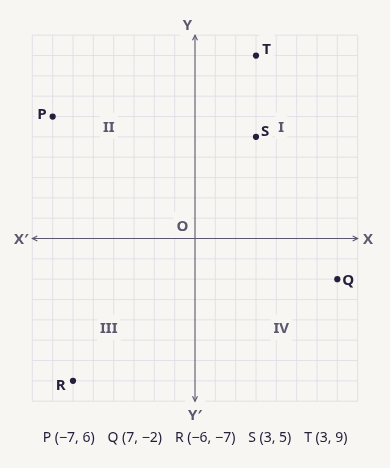 Y
T
P
II
S
I
O
X′
X
Q
III
IV
R
Y′
P (−7, 6) Q (7, −2) R (−6, −7) S (3, 5) T (3, 9)